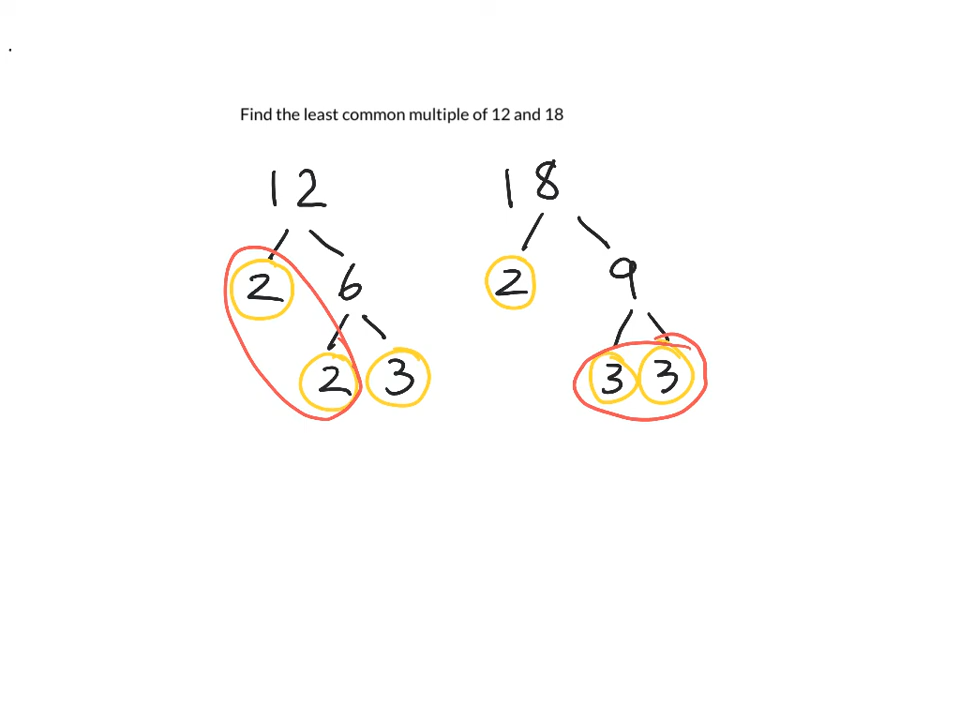 .
Find the least common multiple of 12 and 18
12 18
2 6 2 9
2 3 3 3